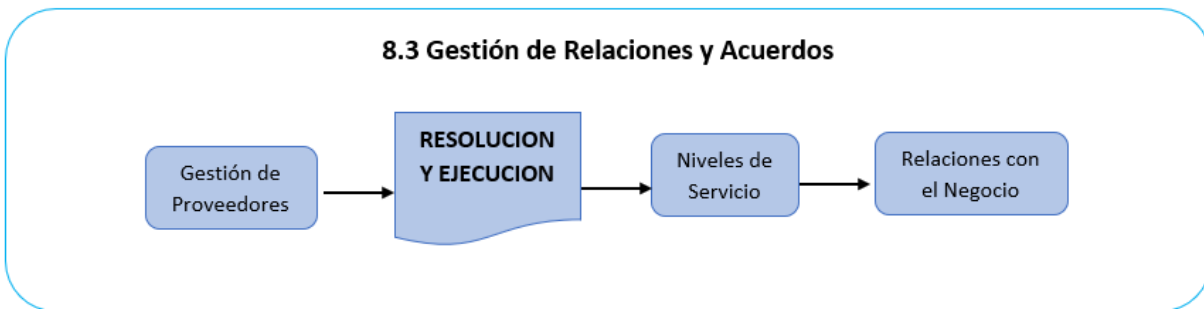 8.3 Gestión de Relaciones y Acuerdos
Gestión de
Proveedores
RESOLUCION
Y EJECUCION
Niveles de
Servicio
Relaciones con
el Negocio